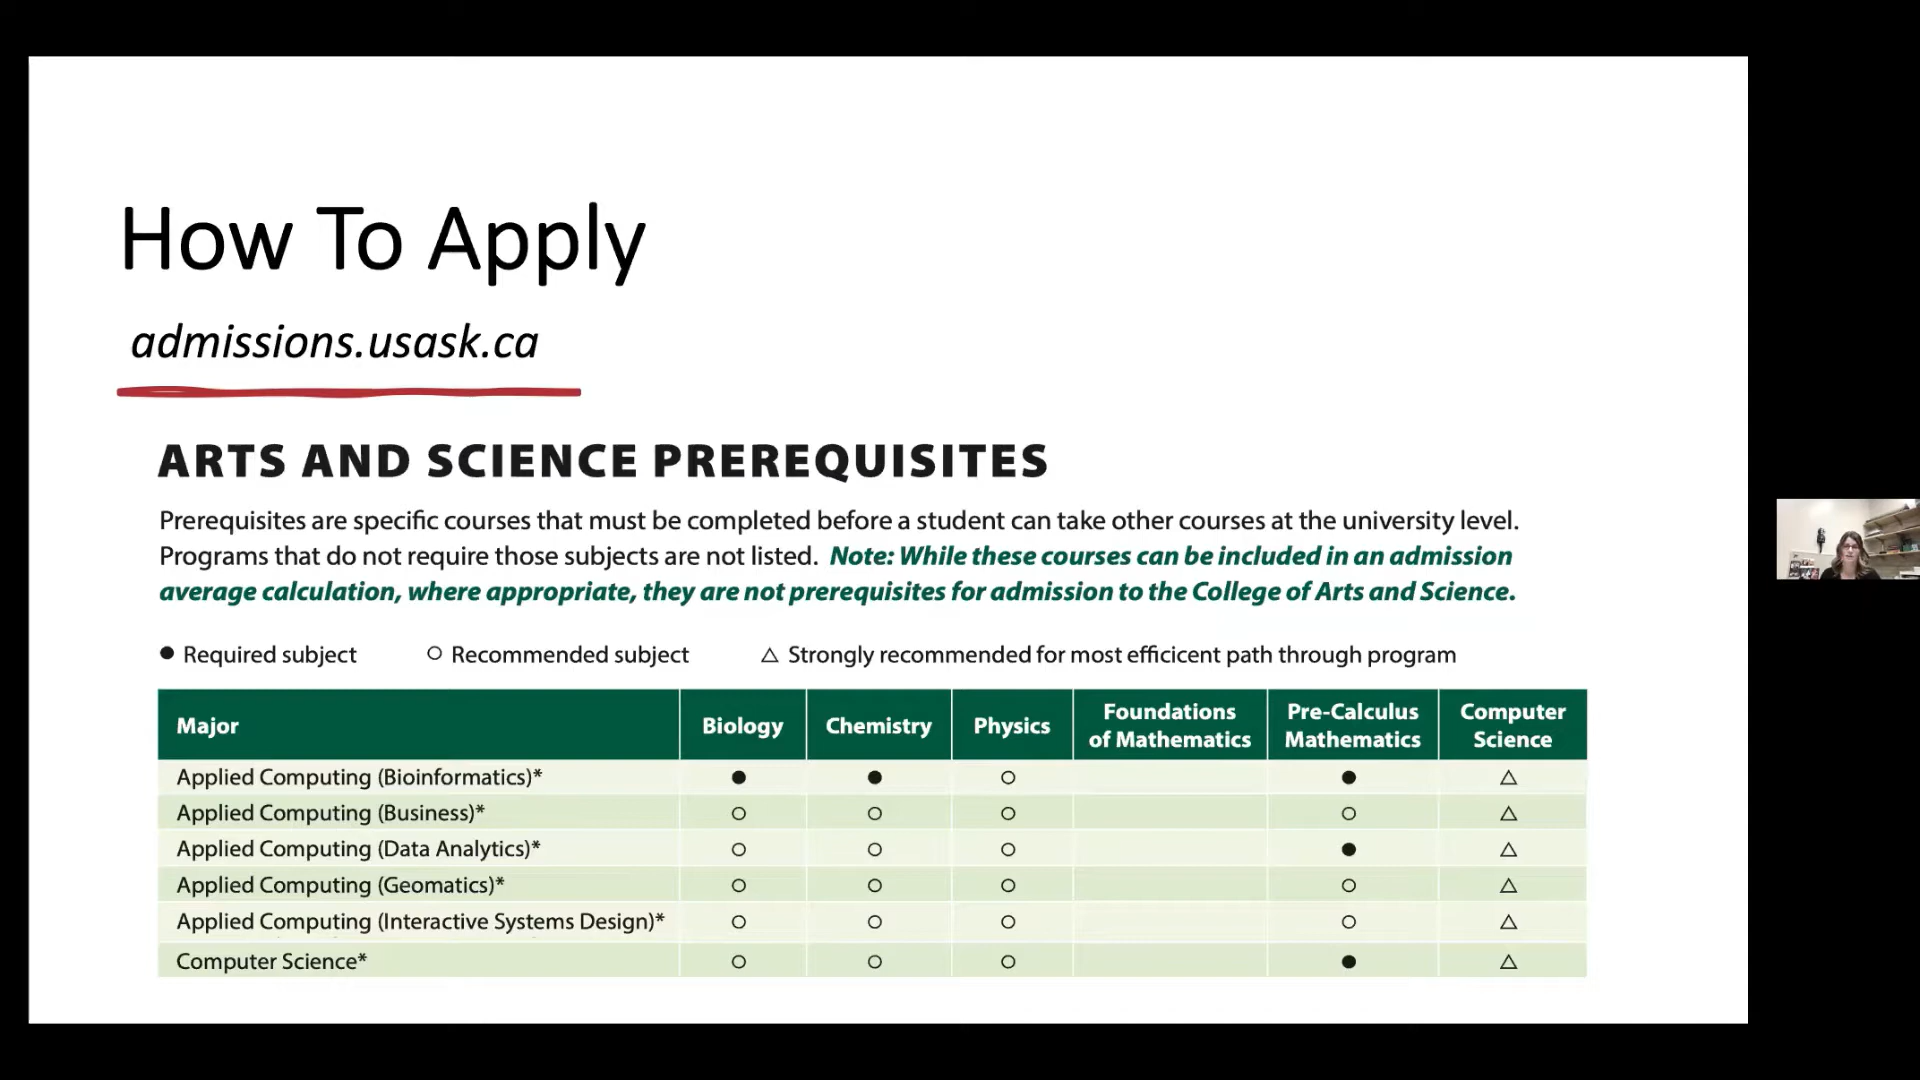 How To Apply
admissions.usask.ca
ARTS AND SCIENCE PREREQUISITES
Prerequisites are specific courses that must be completed before a student can take other courses at the university level.
Programs that do not require those subjects are not listed. Note: While these courses can be included in an admission
average calculation, where appropriate, they are not prerequisites for admission to the College of Arts and Science.
● Required subject ○ Recommended subject △ Strongly recommended for most efficicent path through program
Major Biology Chemistry Physics Foundations of Mathematics Pre-Calculus Mathematics Computer Science
Applied Computing (Bioinformatics)* ● ● ○ ● △
Applied Computing (Business)* ○ ○ ○ ○ △
Applied Computing (Data Analytics)* ○ ○ ○ ● △
Applied Computing (Geomatics)* ○ ○ ○ ○ △
Applied Computing (Interactive Systems Design)* ○ ○ ○ ○ △
Computer Science* ○ ○ ○ ● △